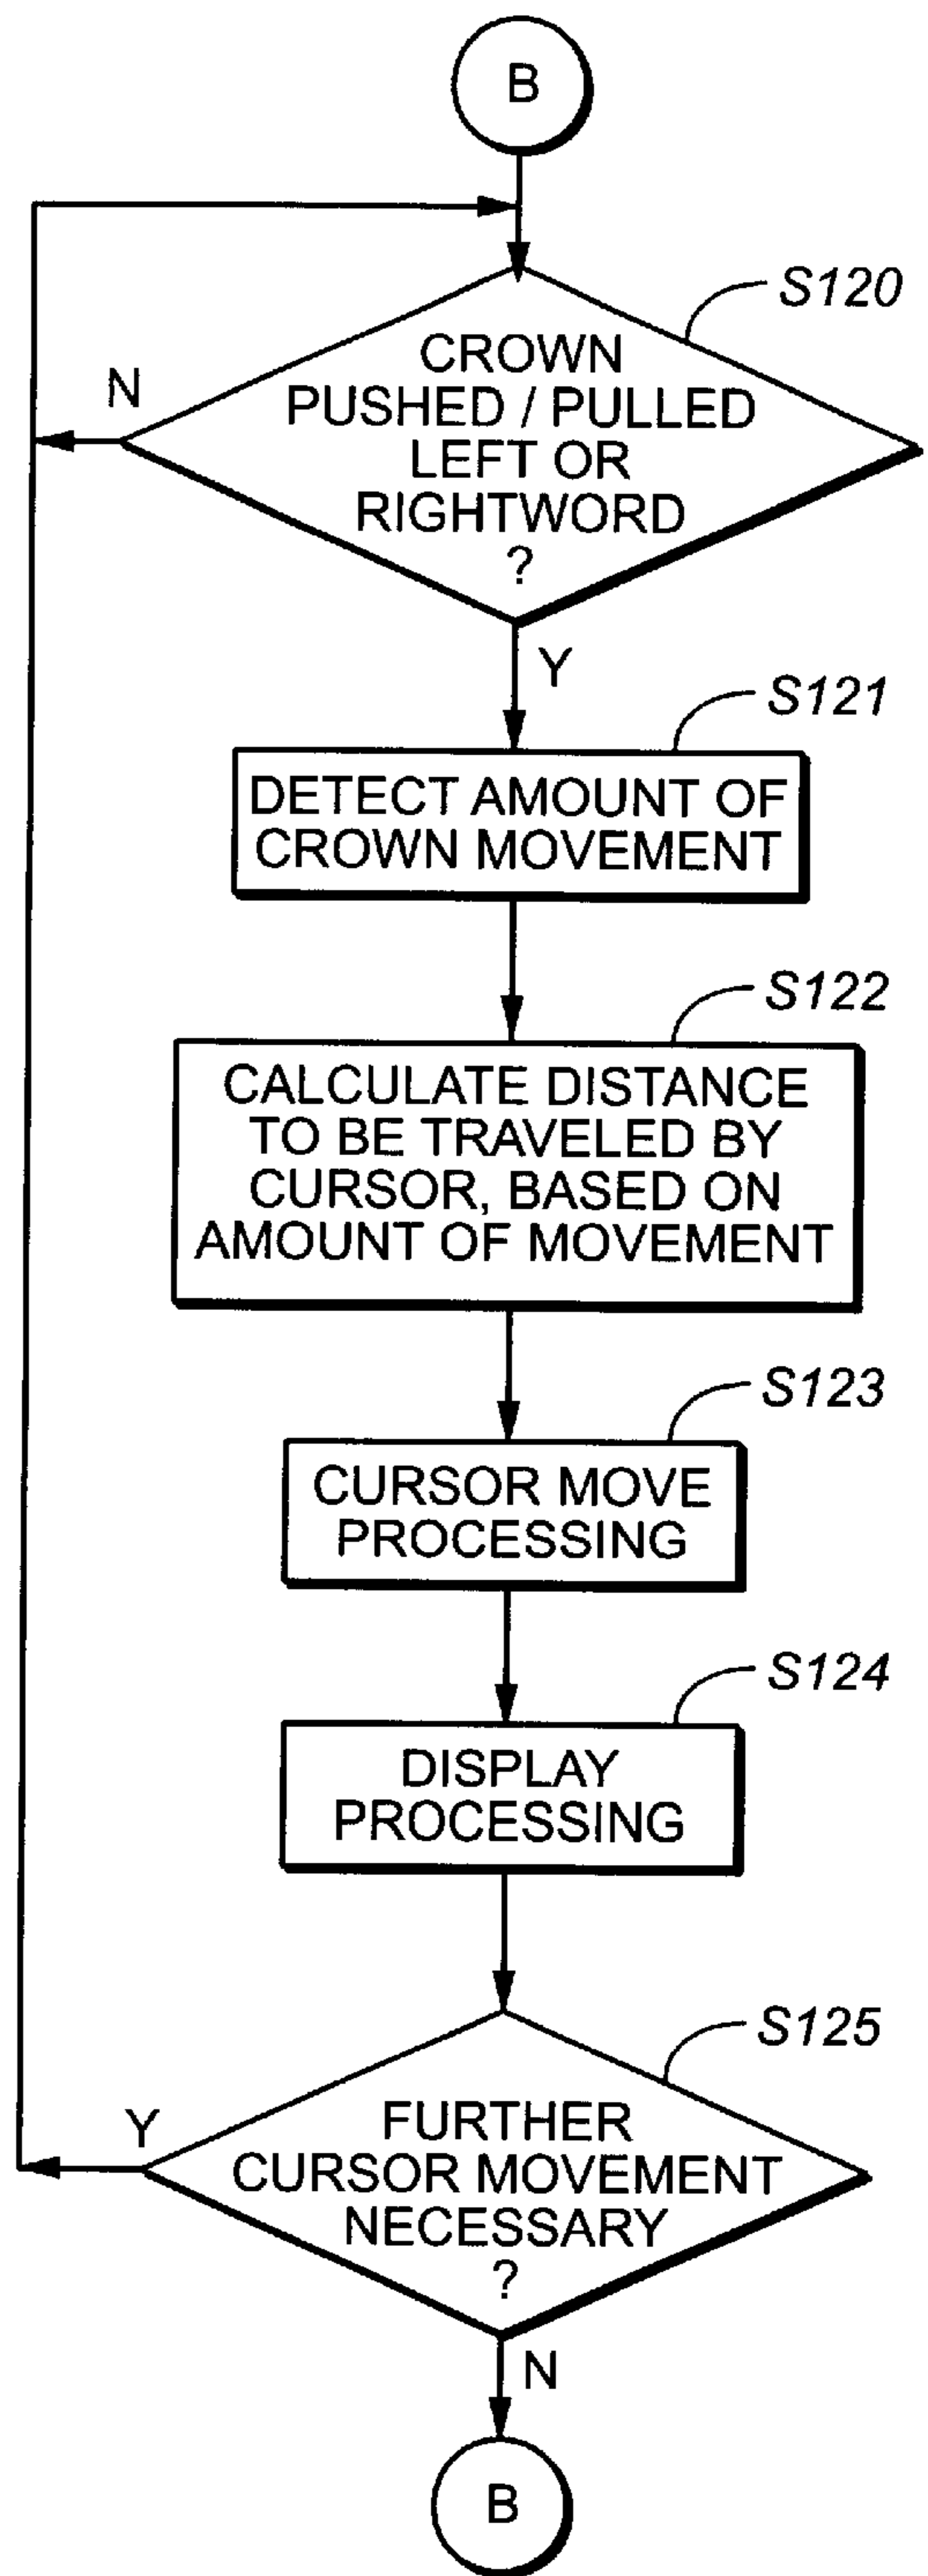 B
S120
CROWN
PUSHED / PULLED
LEFT OR
RIGHTWORD
?
N
Y
S121
DETECT AMOUNT OF
CROWN MOVEMENT
S122
CALCULATE DISTANCE
TO BE TRAVELED BY
CURSOR, BASED ON
AMOUNT OF MOVEMENT
S123
CURSOR MOVE
PROCESSING
S124
DISPLAY
PROCESSING
S125
Y
FURTHER
CURSOR MOVEMENT
NECESSARY
?
N
B